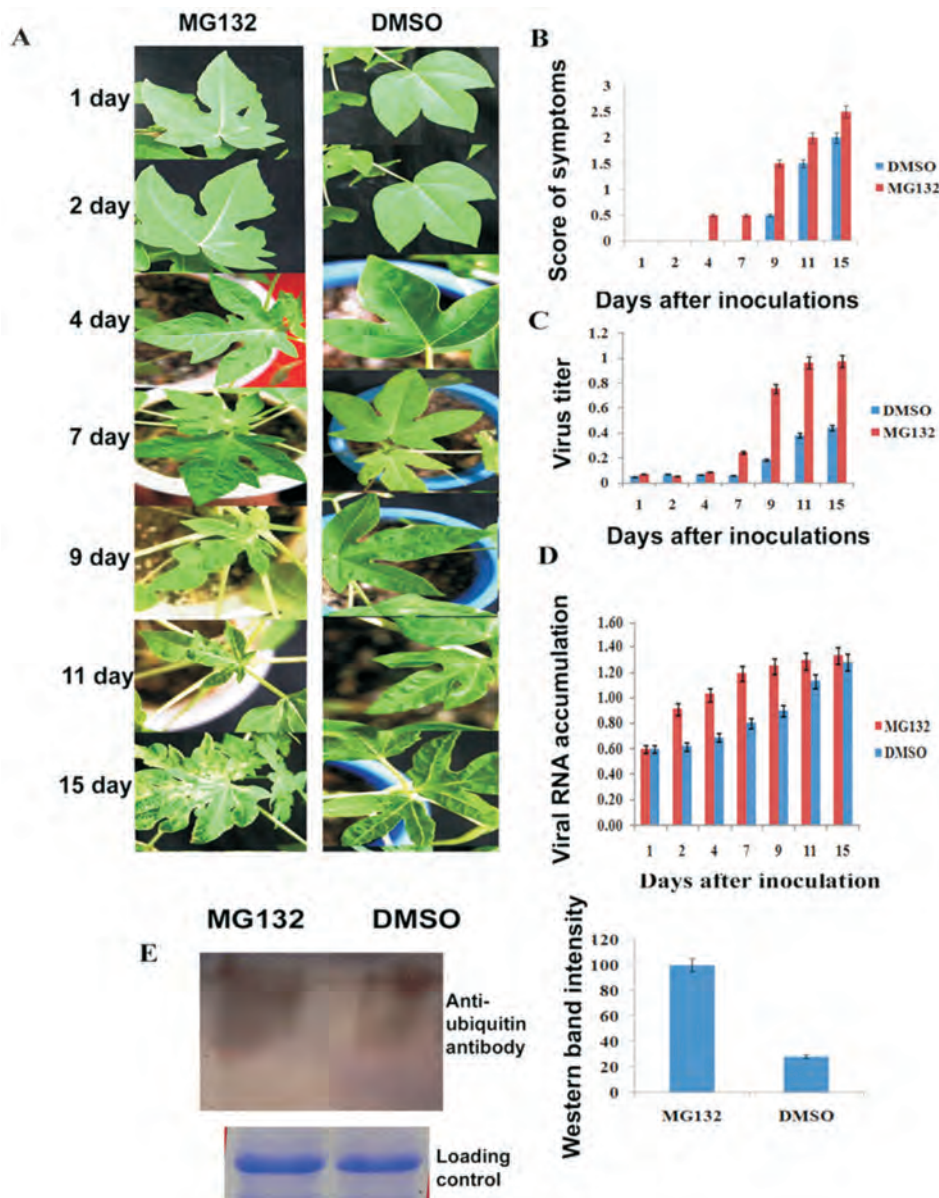 A
MG132
DMSO
1 day
2 day
4 day
7 day
9 day
11 day
15 day
B
Score of symptoms
3
2.5
2
1.5
1
0.5
0
1 2 4 7 9 11 15
Days after inoculations
DMSO
MG132
C
Virus titer
1.2
1
0.8
0.6
0.4
0.2
0
1 2 4 7 9 11 15
Days after inoculations
DMSO
MG132
D
Viral RNA accumulation
1.60
1.40
1.20
1.00
0.80
0.60
0.40
0.20
0.00
1 2 4 7 9 11 15
Days after inoculation
MG132
DMSO
E
MG132
DMSO
Anti-
ubiquitin
antibody
Loading
control
Western band intensity
120
100
80
60
40
20
0
MG132 DMSO